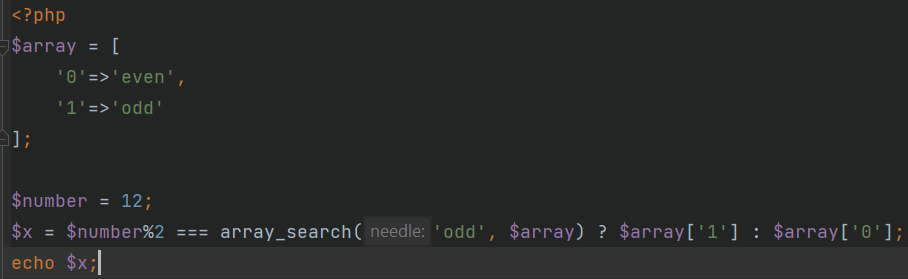 <?php
$array = [
    '0'=>'even',
    '1'=>'odd'
];
$number = 12;
$x = $number%2 === array_search( needle: 'odd', $array) ? $array['1'] : $array['0'];
echo $x;